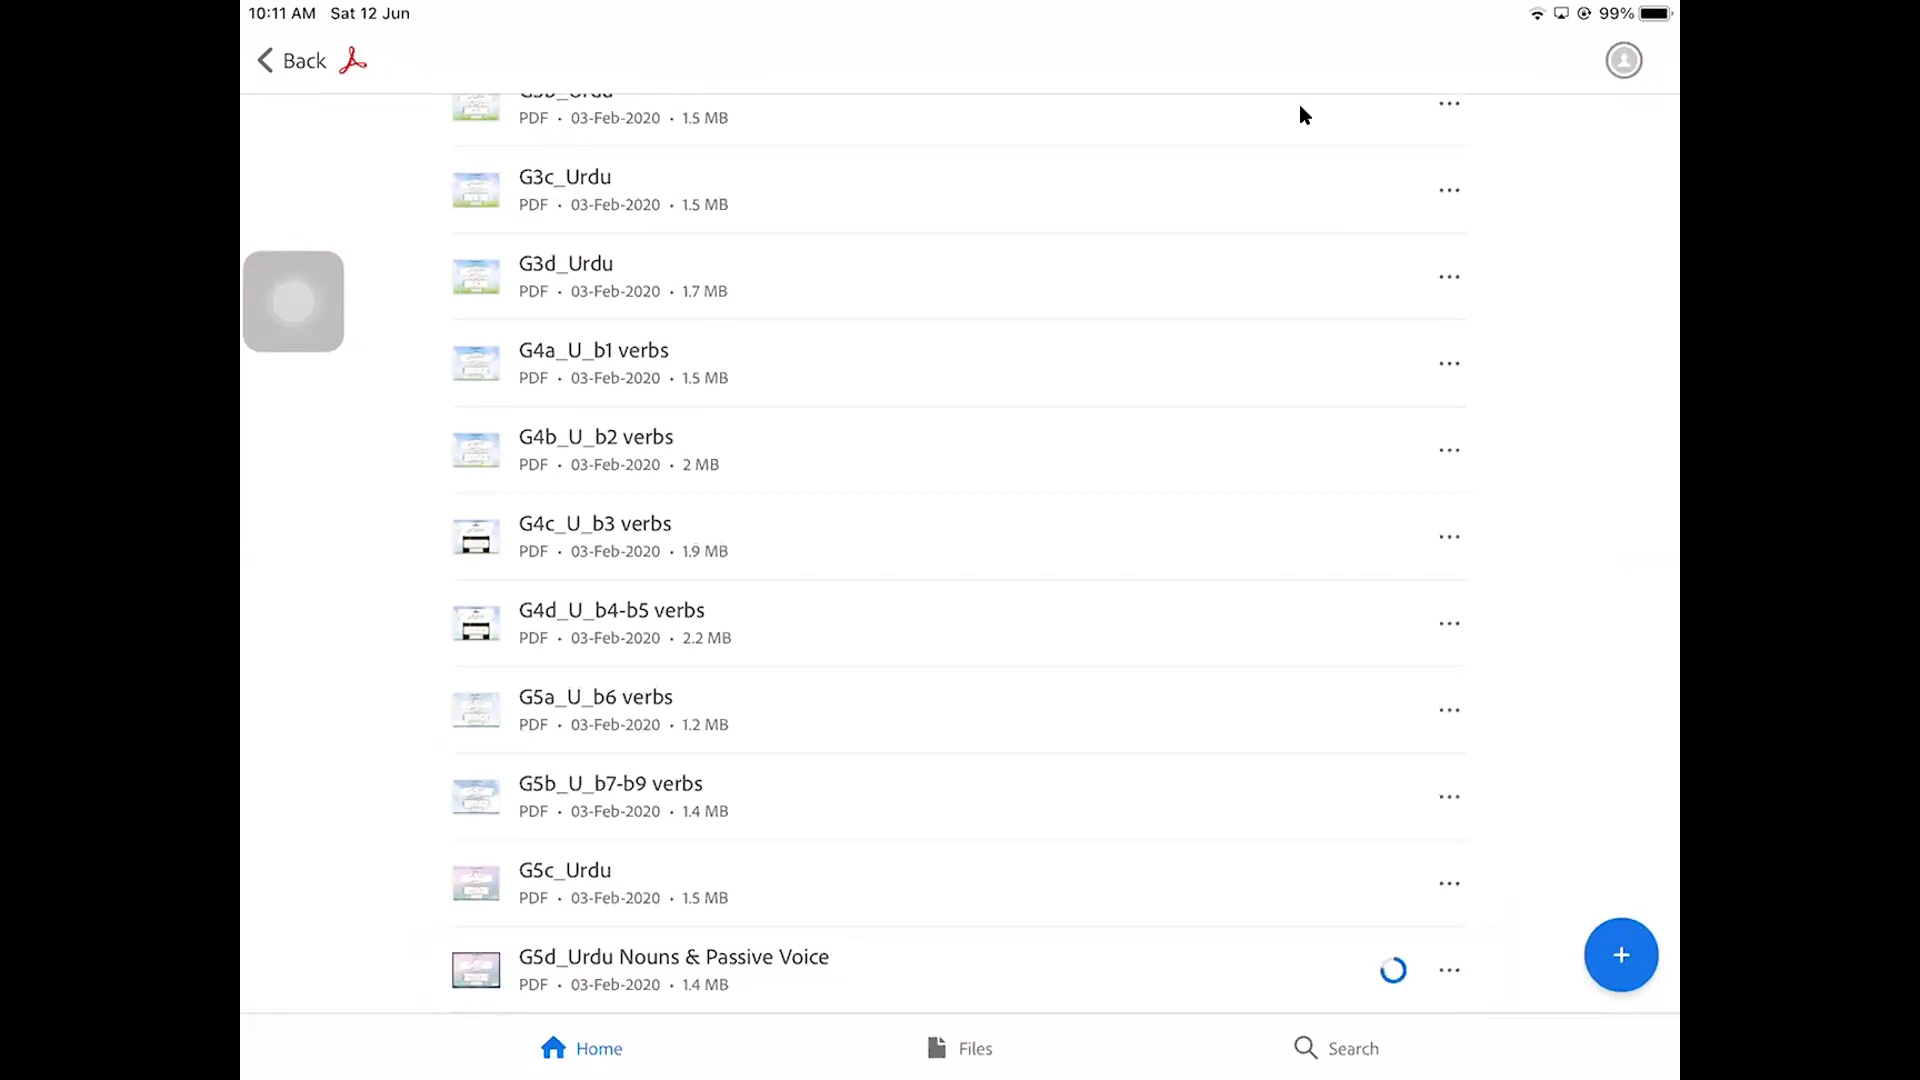 10:11 AM Sat 12 Jun 99%
Back
G3b_Urdu
PDF • 03-Feb-2020 • 1.5 MB
G3c_Urdu
PDF • 03-Feb-2020 • 1.5 MB
G3d_Urdu
PDF • 03-Feb-2020 • 1.7 MB
G4a_U_b1 verbs
PDF • 03-Feb-2020 • 1.5 MB
G4b_U_b2 verbs
PDF • 03-Feb-2020 • 2 MB
G4c_U_b3 verbs
PDF • 03-Feb-2020 • 1.9 MB
G4d_U_b4-b5 verbs
PDF • 03-Feb-2020 • 2.2 MB
G5a_U_b6 verbs
PDF • 03-Feb-2020 • 1.2 MB
G5b_U_b7-b9 verbs
PDF • 03-Feb-2020 • 1.4 MB
G5c_Urdu
PDF • 03-Feb-2020 • 1.5 MB
G5d_Urdu Nouns & Passive Voice
PDF • 03-Feb-2020 • 1.4 MB
Home Files Search